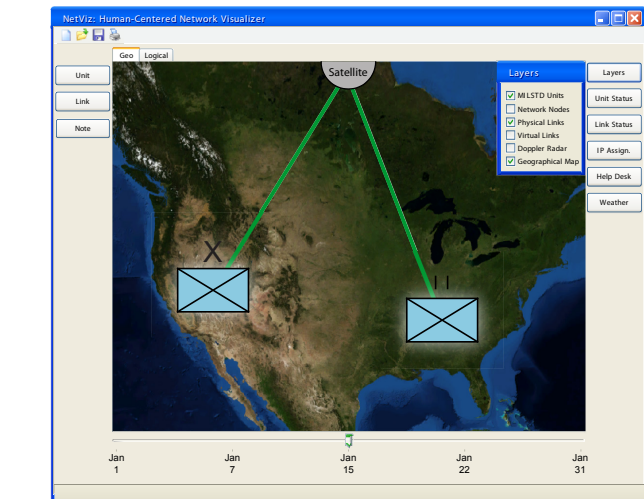 NetViz: Human-Centered Network Visualizer
Geo Logical
Unit
Link
Note
Satellite
X
II
Layers
MILSTD Units
Network Nodes
Physical Links
Virtual Links
Doppler Radar
Geographical Map
Layers
Unit Status
Link Status
IP Assign.
Help Desk
Weather
Jan Jan Jan Jan Jan
1 7 15 22 31